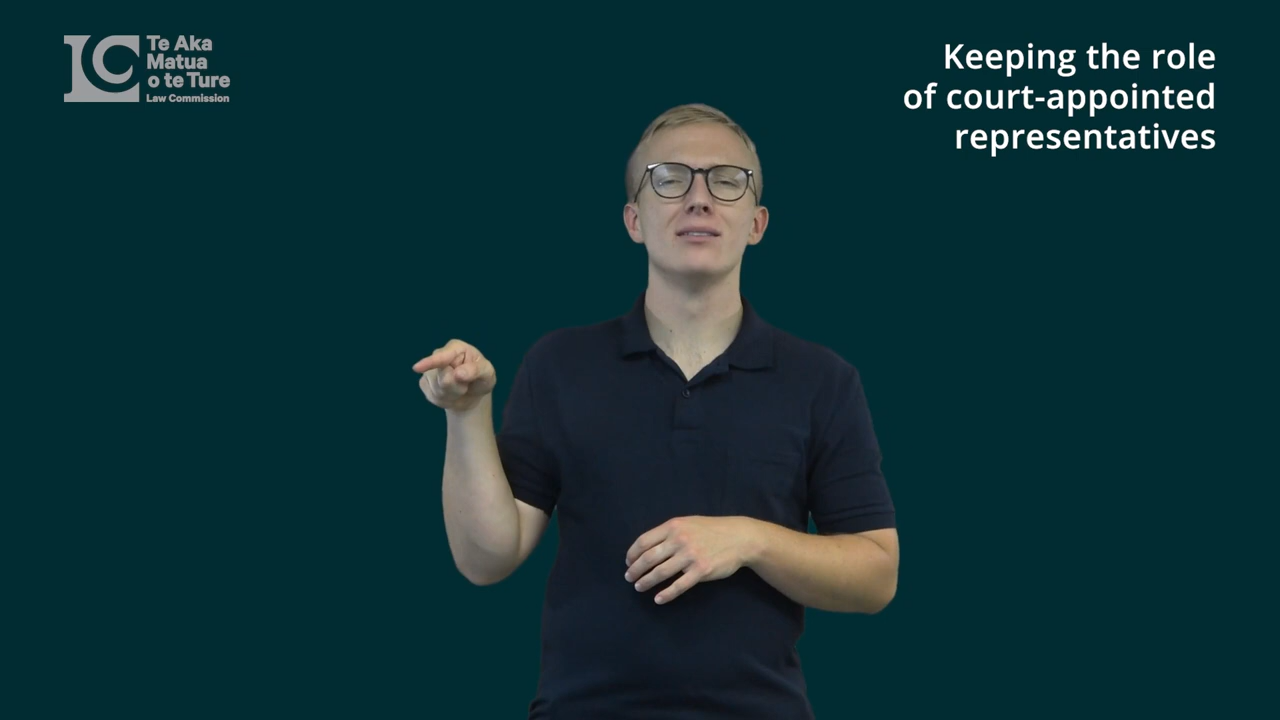 Te Aka
Matua
o te Ture
Law Commission
Keeping the role
of court-appointed
representatives